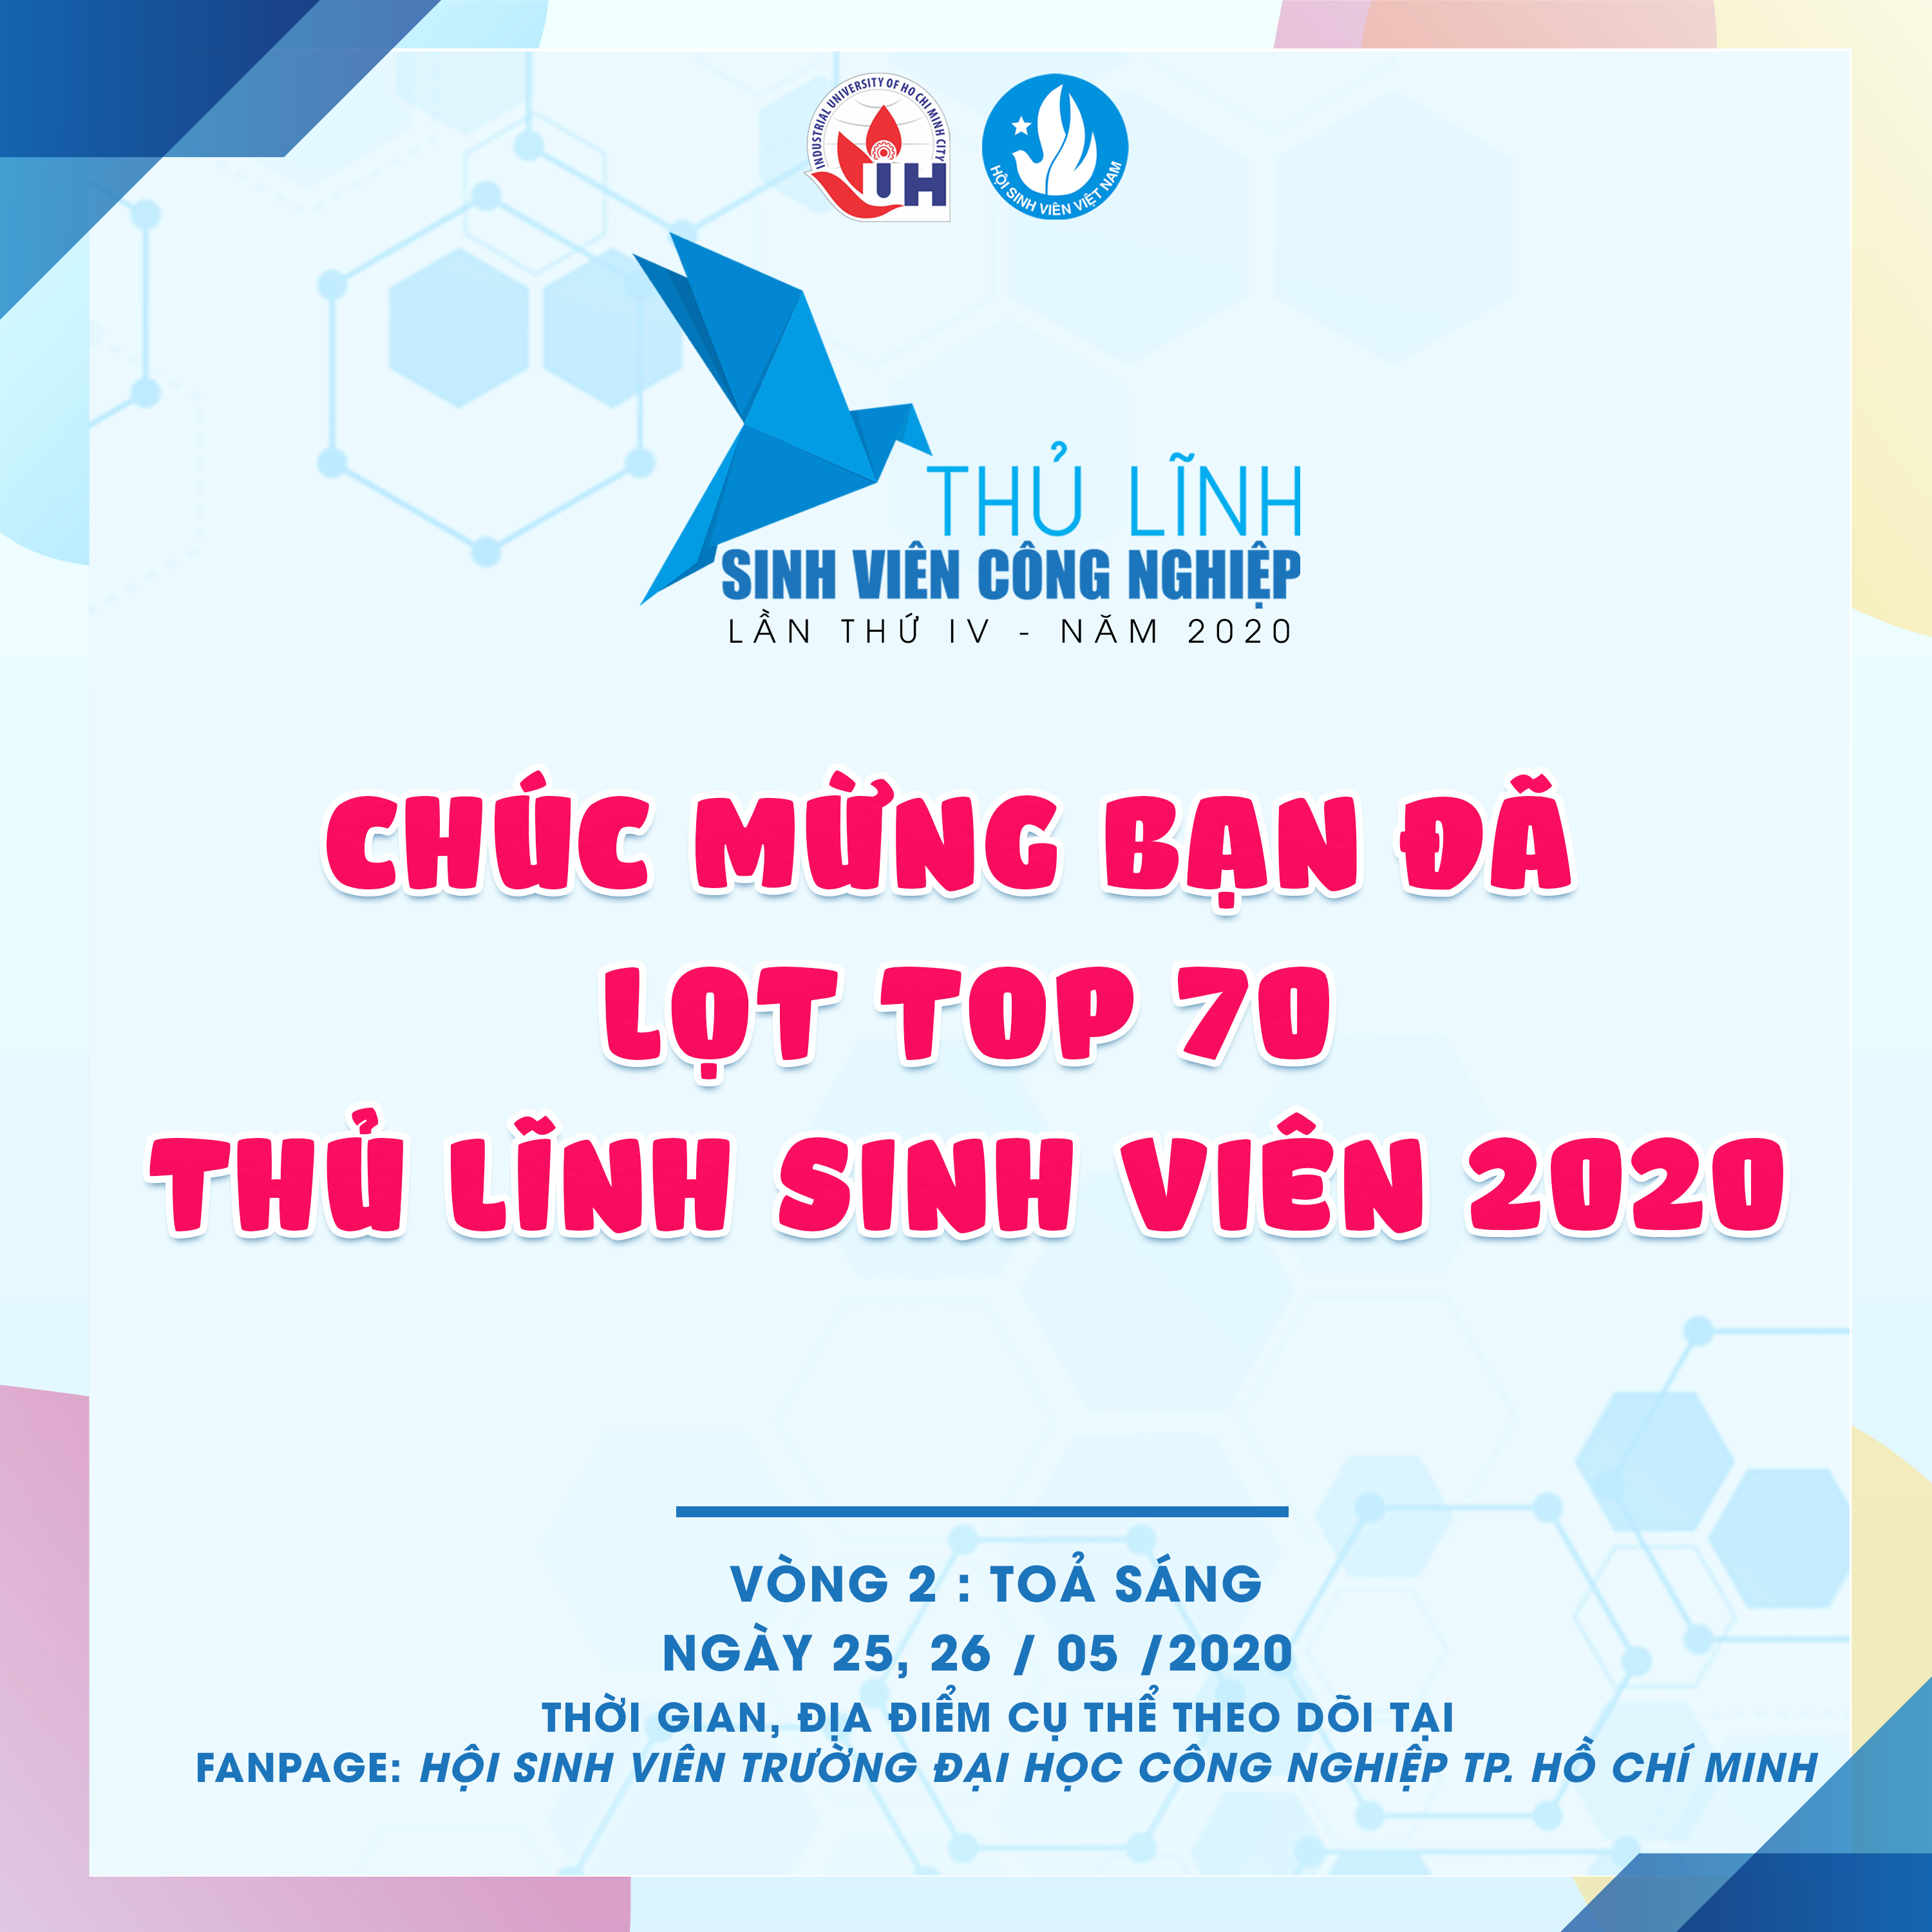 INDUSTRIAL UNIVERSITY OF HO CHI MINH CITY
IUH
HỘI SINH VIÊN VIỆT NAM
THỦ LĨNH
SINH VIÊN CÔNG NGHIỆP
LẦN THỨ IV - NĂM 2020
CHÚC MỪNG BẠN ĐÃ
LỌT TOP 70
THỦ LĨNH SINH VIÊN 2020
VÒNG 2 : TOẢ SÁNG
NGÀY 25, 26 / 05 /2020
THỜI GIAN, ĐỊA ĐIỂM CỤ THỂ THEO DÕI TẠI
FANPAGE: HỘI SINH VIÊN TRƯỜNG ĐẠI HỌC CÔNG NGHIỆP TP. HỒ CHÍ MINH